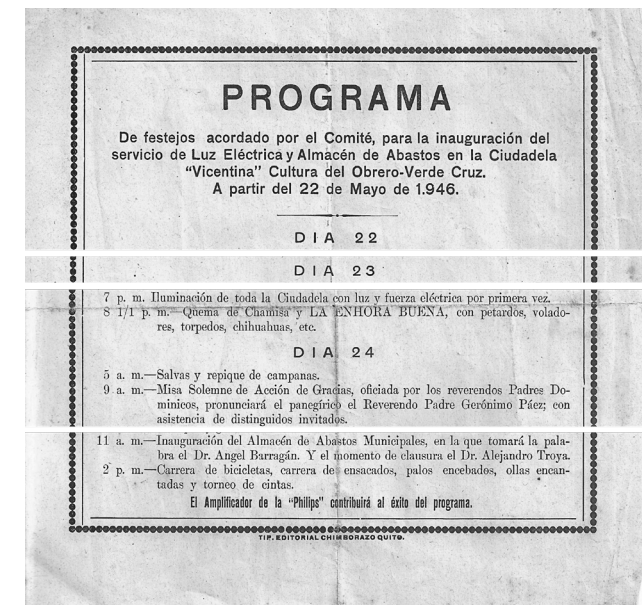 PROGRAMA
De festejos acordado por el Comité, para la inauguración del
servicio de Luz Eléctrica y Almacén de Abastos en la Ciudadela
"Vicentina" Cultura del Obrero-Verde Cruz.
A partir del 22 de Mayo de 1.946.
DIA 22
DIA 23
7 p. m. Iluminación de toda la Ciudadela con luz y fuerza eléctrica por primera vez.
8 1/1 p. m.—Quema de Chamisa y LA ENHORA BUENA, con petardos, volado-
res, torpedos, chihuahuas, etc.
DIA 24
5 a. m.—Salvas y repique de campanas.
9 a. m.—Misa Solemne de Acción de Gracias, oficiada por los reverendos Padres Do-
minicos, pronunciará el panegírico el Reverendo Padre Gerónimo Páez; con
asistencia de distinguidos invitados.
11 a. m.—Inauguración del Almacén de Abastos Municipales, en la que tomará la pala-
bra el Dr. Angel Barragán. Y el momento de clausura el Dr. Alejandro Troya.
2 p. m.—Carrera de bicicletas, carrera de ensacados, palos encebados, ollas encan-
tadas y torneo de cintas.
El Amplificador de la "Philips" contribuirá al éxito del programa.
TIP. EDITORIAL CHIMBORAZO QUITO.